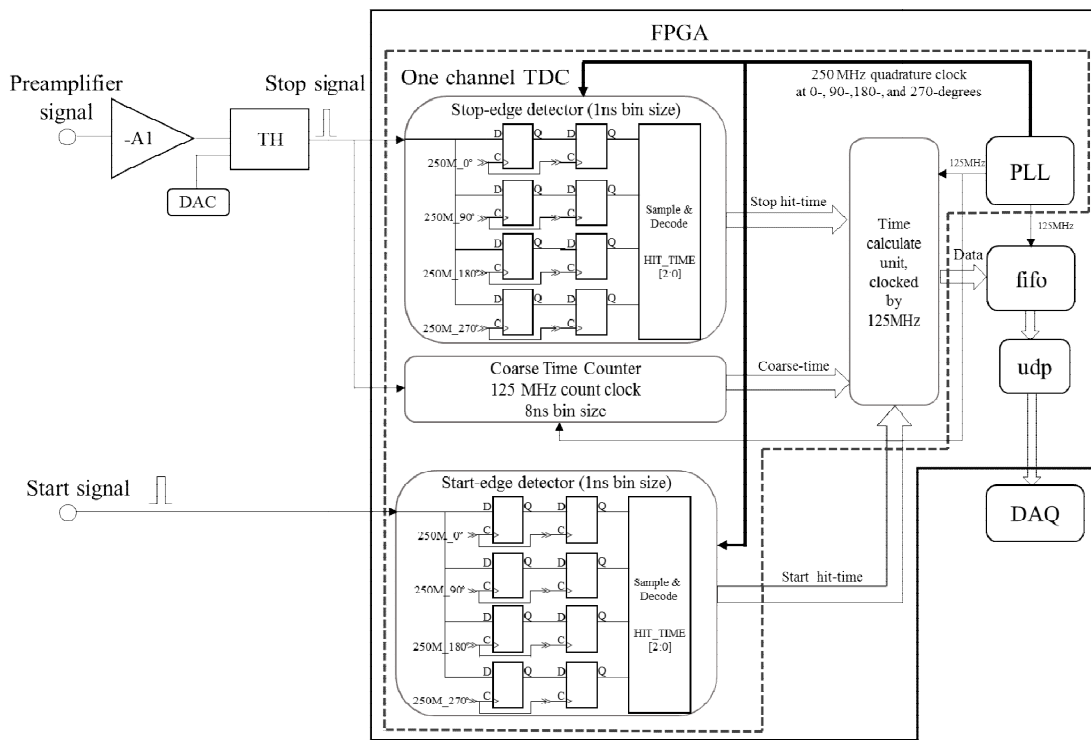 FPGA
Preamplifier
signal
-A1
DAC
TH
Stop signal
One channel TDC
250 MHz quadrature clock
at 0-, 90-,180-, and 270-degrees
Stop-edge detector (1ns bin size)
D Q
C
250M_0°
D Q
C
250M_90°
D Q
C
250M_180°
D Q
C
250M_270°
Sample &
Decode
HIT_TIME
[2:0]
Stop hit-time
Time
calculate
unit,
clocked
by
125MHz
125MHz
PLL
125MHz
Data
fifo
udp
DAQ
Coarse Time Counter
125 MHz count clock
8ns bin size
Coarse-time
Start signal
Start-edge detector (1ns bin size)
D Q
C C
250M_0°
D Q
C C
250M_90°
D Q
C C
250M_180°
D Q
C C
250M_270°
Sample &
Decode
HIT_TIME
[2:0]
Start hit-time